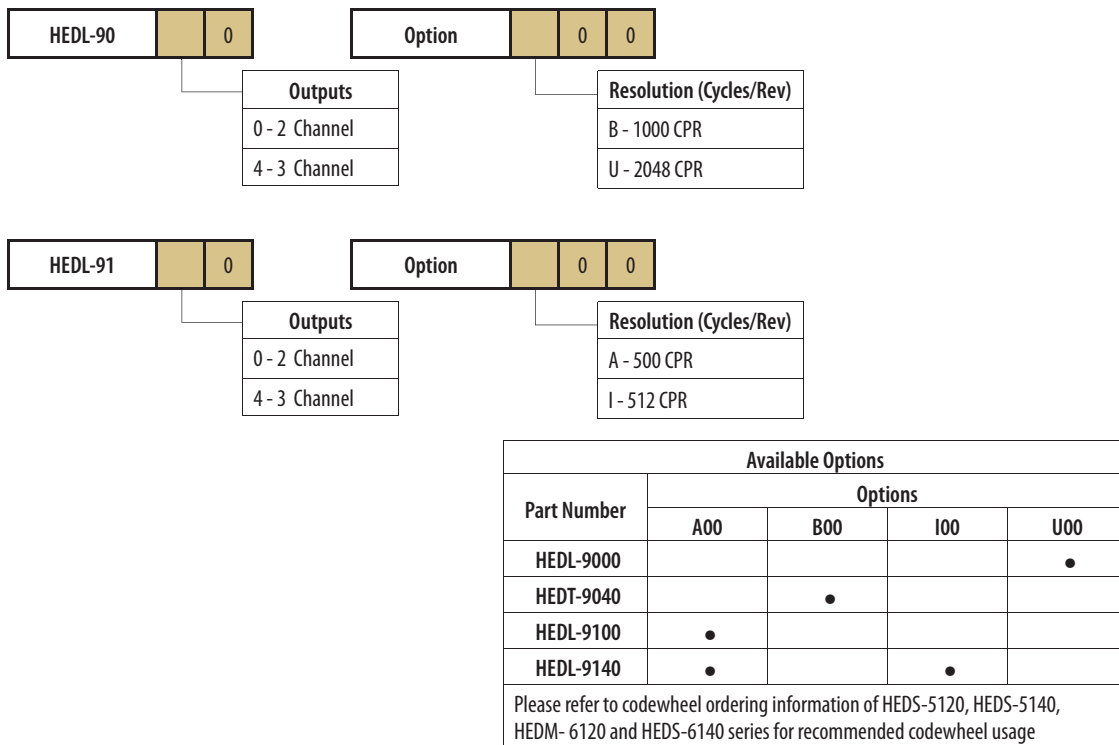 HEDL-90 0 Option 0 0
Outputs Resolution (Cycles/Rev)
0 - 2 Channel B - 1000 CPR
4 - 3 Channel U - 2048 CPR
HEDL-91 0 Option 0 0
Outputs Resolution (Cycles/Rev)
0 - 2 Channel A - 500 CPR
4 - 3 Channel I - 512 CPR
Available Options
Part Number Options
A00 B00 I00 U00
HEDL-9000 •
HEDT-9040 •
HEDL-9100 •
HEDL-9140 • •
Please refer to codewheel ordering information of HEDS-5120, HEDS-5140,
HEDM- 6120 and HEDS-6140 series for recommended codewheel usage